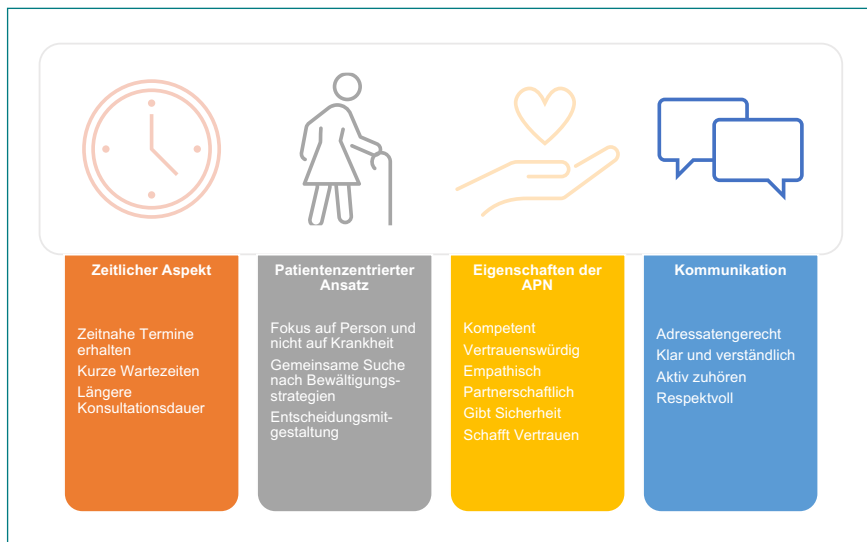 Zeitlicher Aspekt
Zeitnahe Termine
erhalten
Kurze Wartezeiten
Längere
Konsultationsdauer
Patientenzentrierter
Ansatz
Fokus auf Person und
nicht auf Krankheit
Gemeinsame Suche
nach Bewältigungs-
strategien
Entscheidungsmit-
gestaltung
Eigenschaften der
APN
Kompetent
Vertrauenswürdig
Empathisch
Partnerschaftlich
Gibt Sicherheit
Schafft Vertrauen
Kommunikation
Adressatengerecht
Klar und verständlich
Aktiv zuhören
Respektvoll